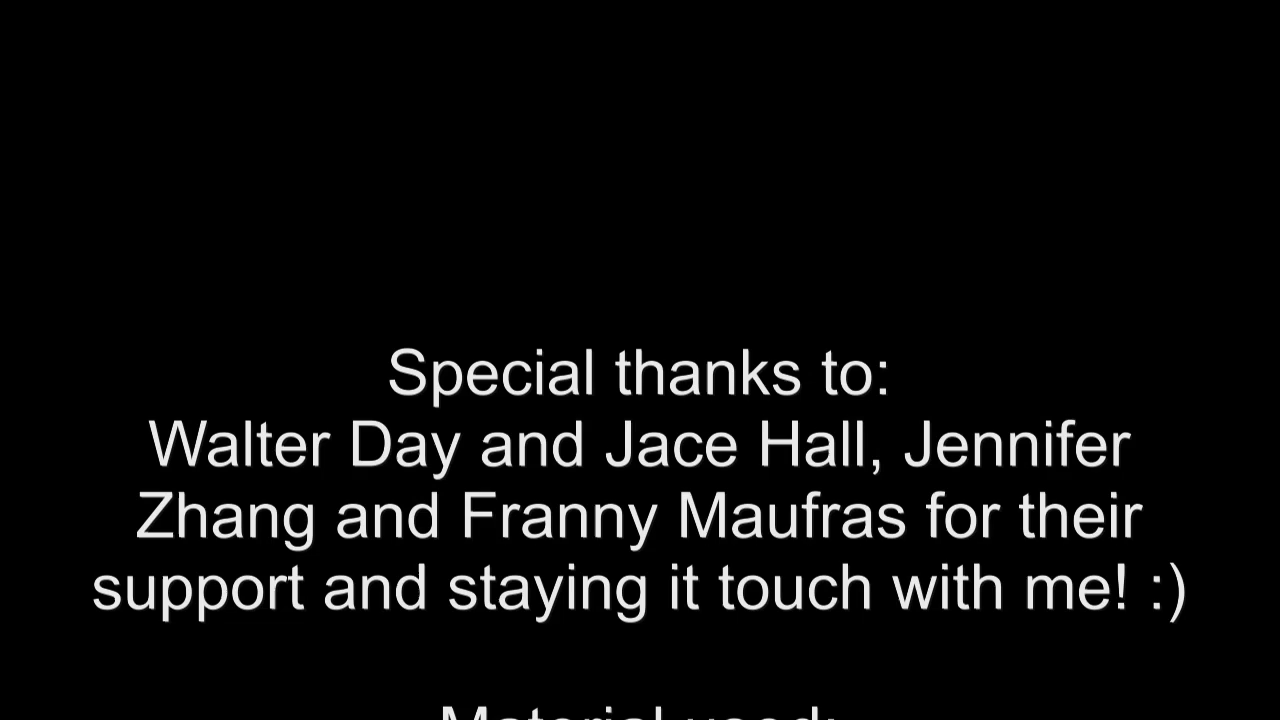 Special thanks to:
Walter Day and Jace Hall, Jennifer
Zhang and Franny Maufras for their
support and staying it touch with me! :)
Material used: